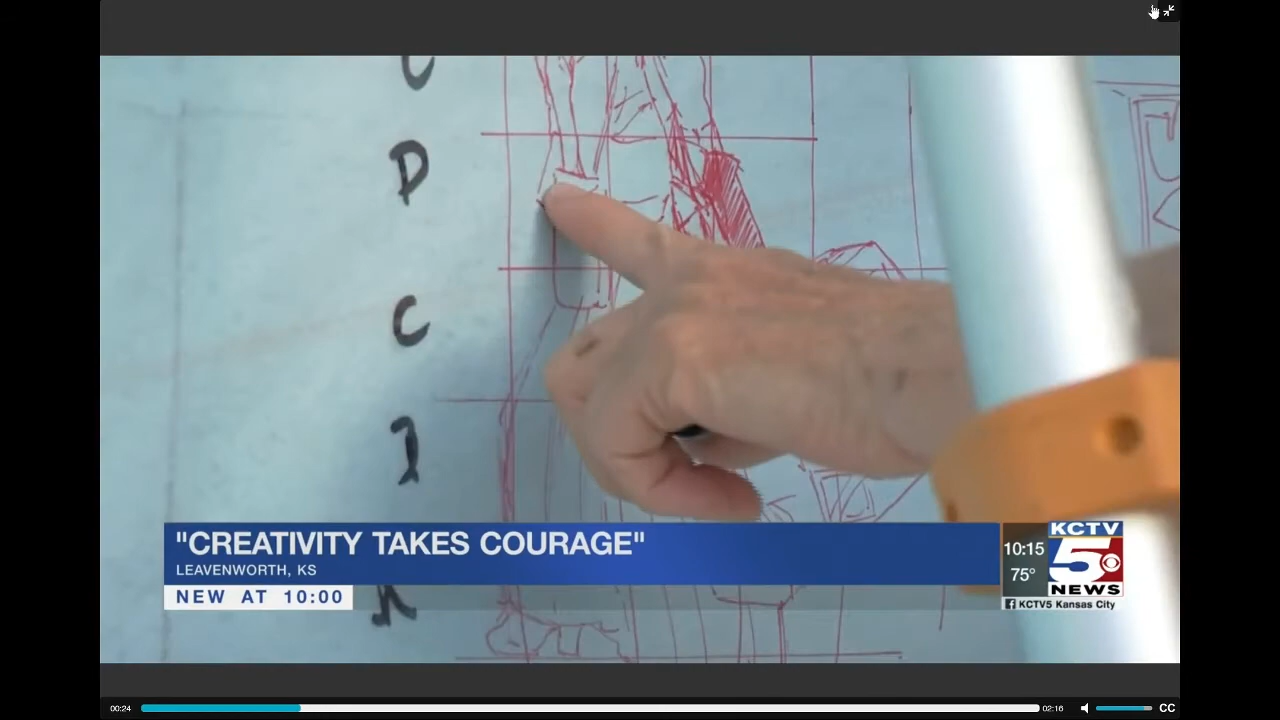 C
P
C
"CREATIVITY TAKES COURAGE"
LEAVENWORTH, KS
NEW AT 10:00
10:15
75°
KCTV
5
NEWS
KCTV5 Kansas City
00:24
02:16
CC